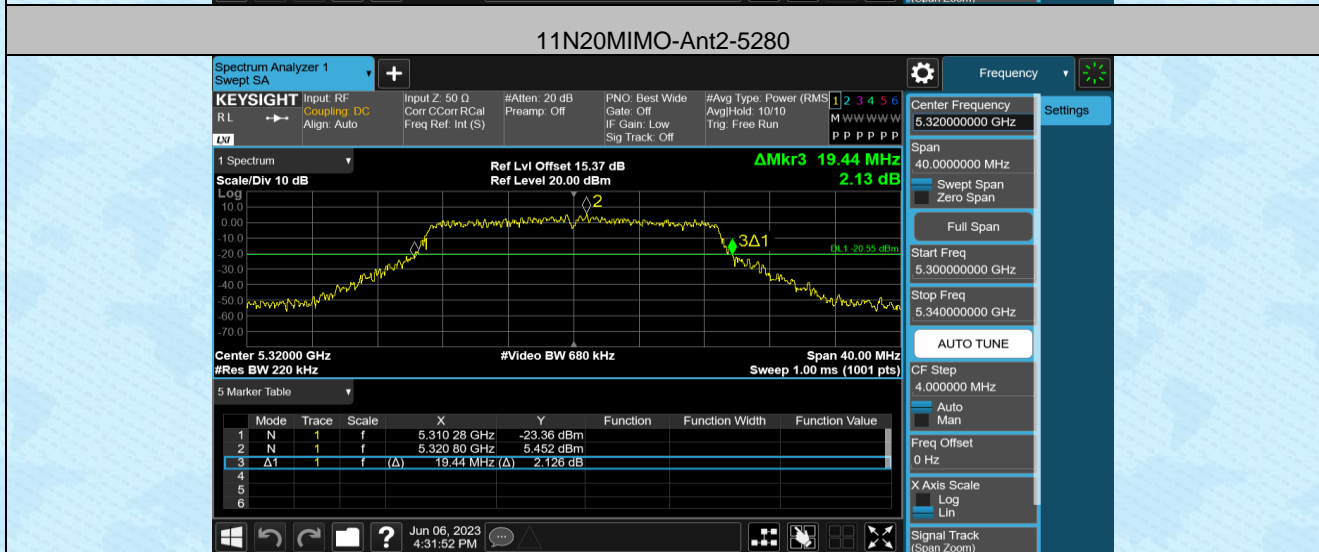 (Span Zoom)
11N20MIMO-Ant2-5280
Spectrum Analyzer 1
Swept SA
Frequency
KEYSIGHT
RL
LXI
Input: RF
Coupling: DC
Align: Auto
Input Z: 50 Ω
Corr CCorr RCal
Freq Ref: Int (S)
#Atten: 20 dB
Preamp: Off
PNO: Best Wide
Gate: Off
IF Gain: Low
Sig Track: Off
#Avg Type: Power (RMS
Avg|Hold: 10/10
Trig: Free Run
1 2 3 4 5 6
M W W W W W
P P P P P P
Center Frequency
5.320000000 GHz
Settings
Span
40.0000000 MHz
Swept Span
Zero Span
Full Span
Start Freq
5.300000000 GHz
Stop Freq
5.340000000 GHz
AUTO TUNE
CF Step
4.000000 MHz
Auto
Man
Freq Offset
0 Hz
X Axis Scale
Log
Lin
Signal Track
(Span Zoom)
1 Spectrum
Scale/Div 10 dB
Ref Lvl Offset 15.37 dB
Ref Level 20.00 dBm
ΔMkr3 19.44 MHz
2.13 dB
Log
10.0
0.00
-10.0
-20.0
-30.0
-40.0
-50.0
-60.0
-70.0
2
3Δ1
DL1 -20.55 dBm
Center 5.32000 GHz
#Video BW 680 kHz
Span 40.00 MHz
#Res BW 220 kHz
Sweep 1.00 ms (1001 pts)
5 Marker Table
Mode Trace Scale X Y Function Function Width Function Value
1 N 1 f 5.310 28 GHz -23.36 dBm
2 N 1 f 5.320 80 GHz 5.452 dBm
3 Δ1 1 f (Δ) 19.44 MHz (Δ) 2.126 dB
4
5
6
Jun 06, 2023
4:31:52 PM